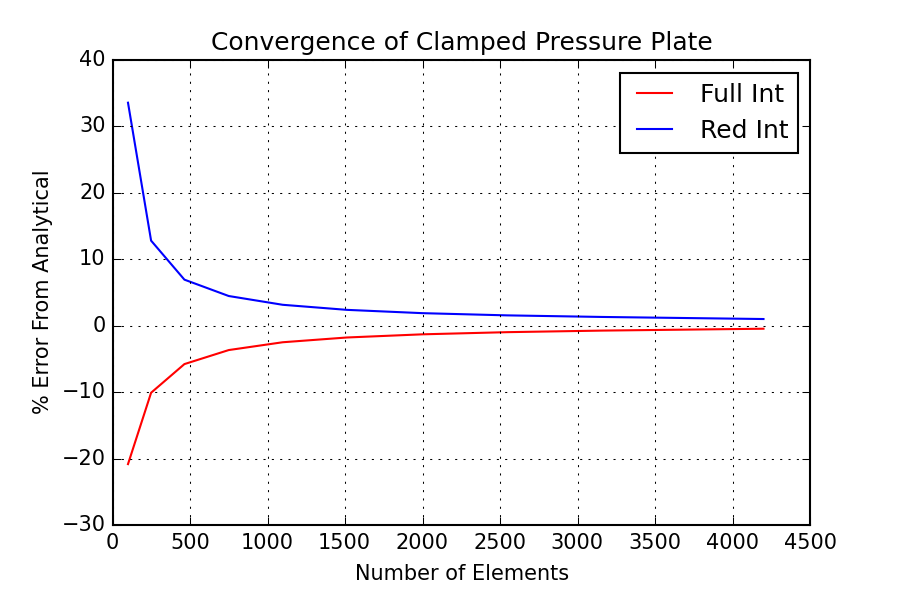 Convergence of Clamped Pressure Plate
40
30
20
10
0
−10
−20
−30
% Error From Analytical
Full Int
Red Int
0 500 1000 1500 2000 2500 3000 3500 4000 4500
Number of Elements